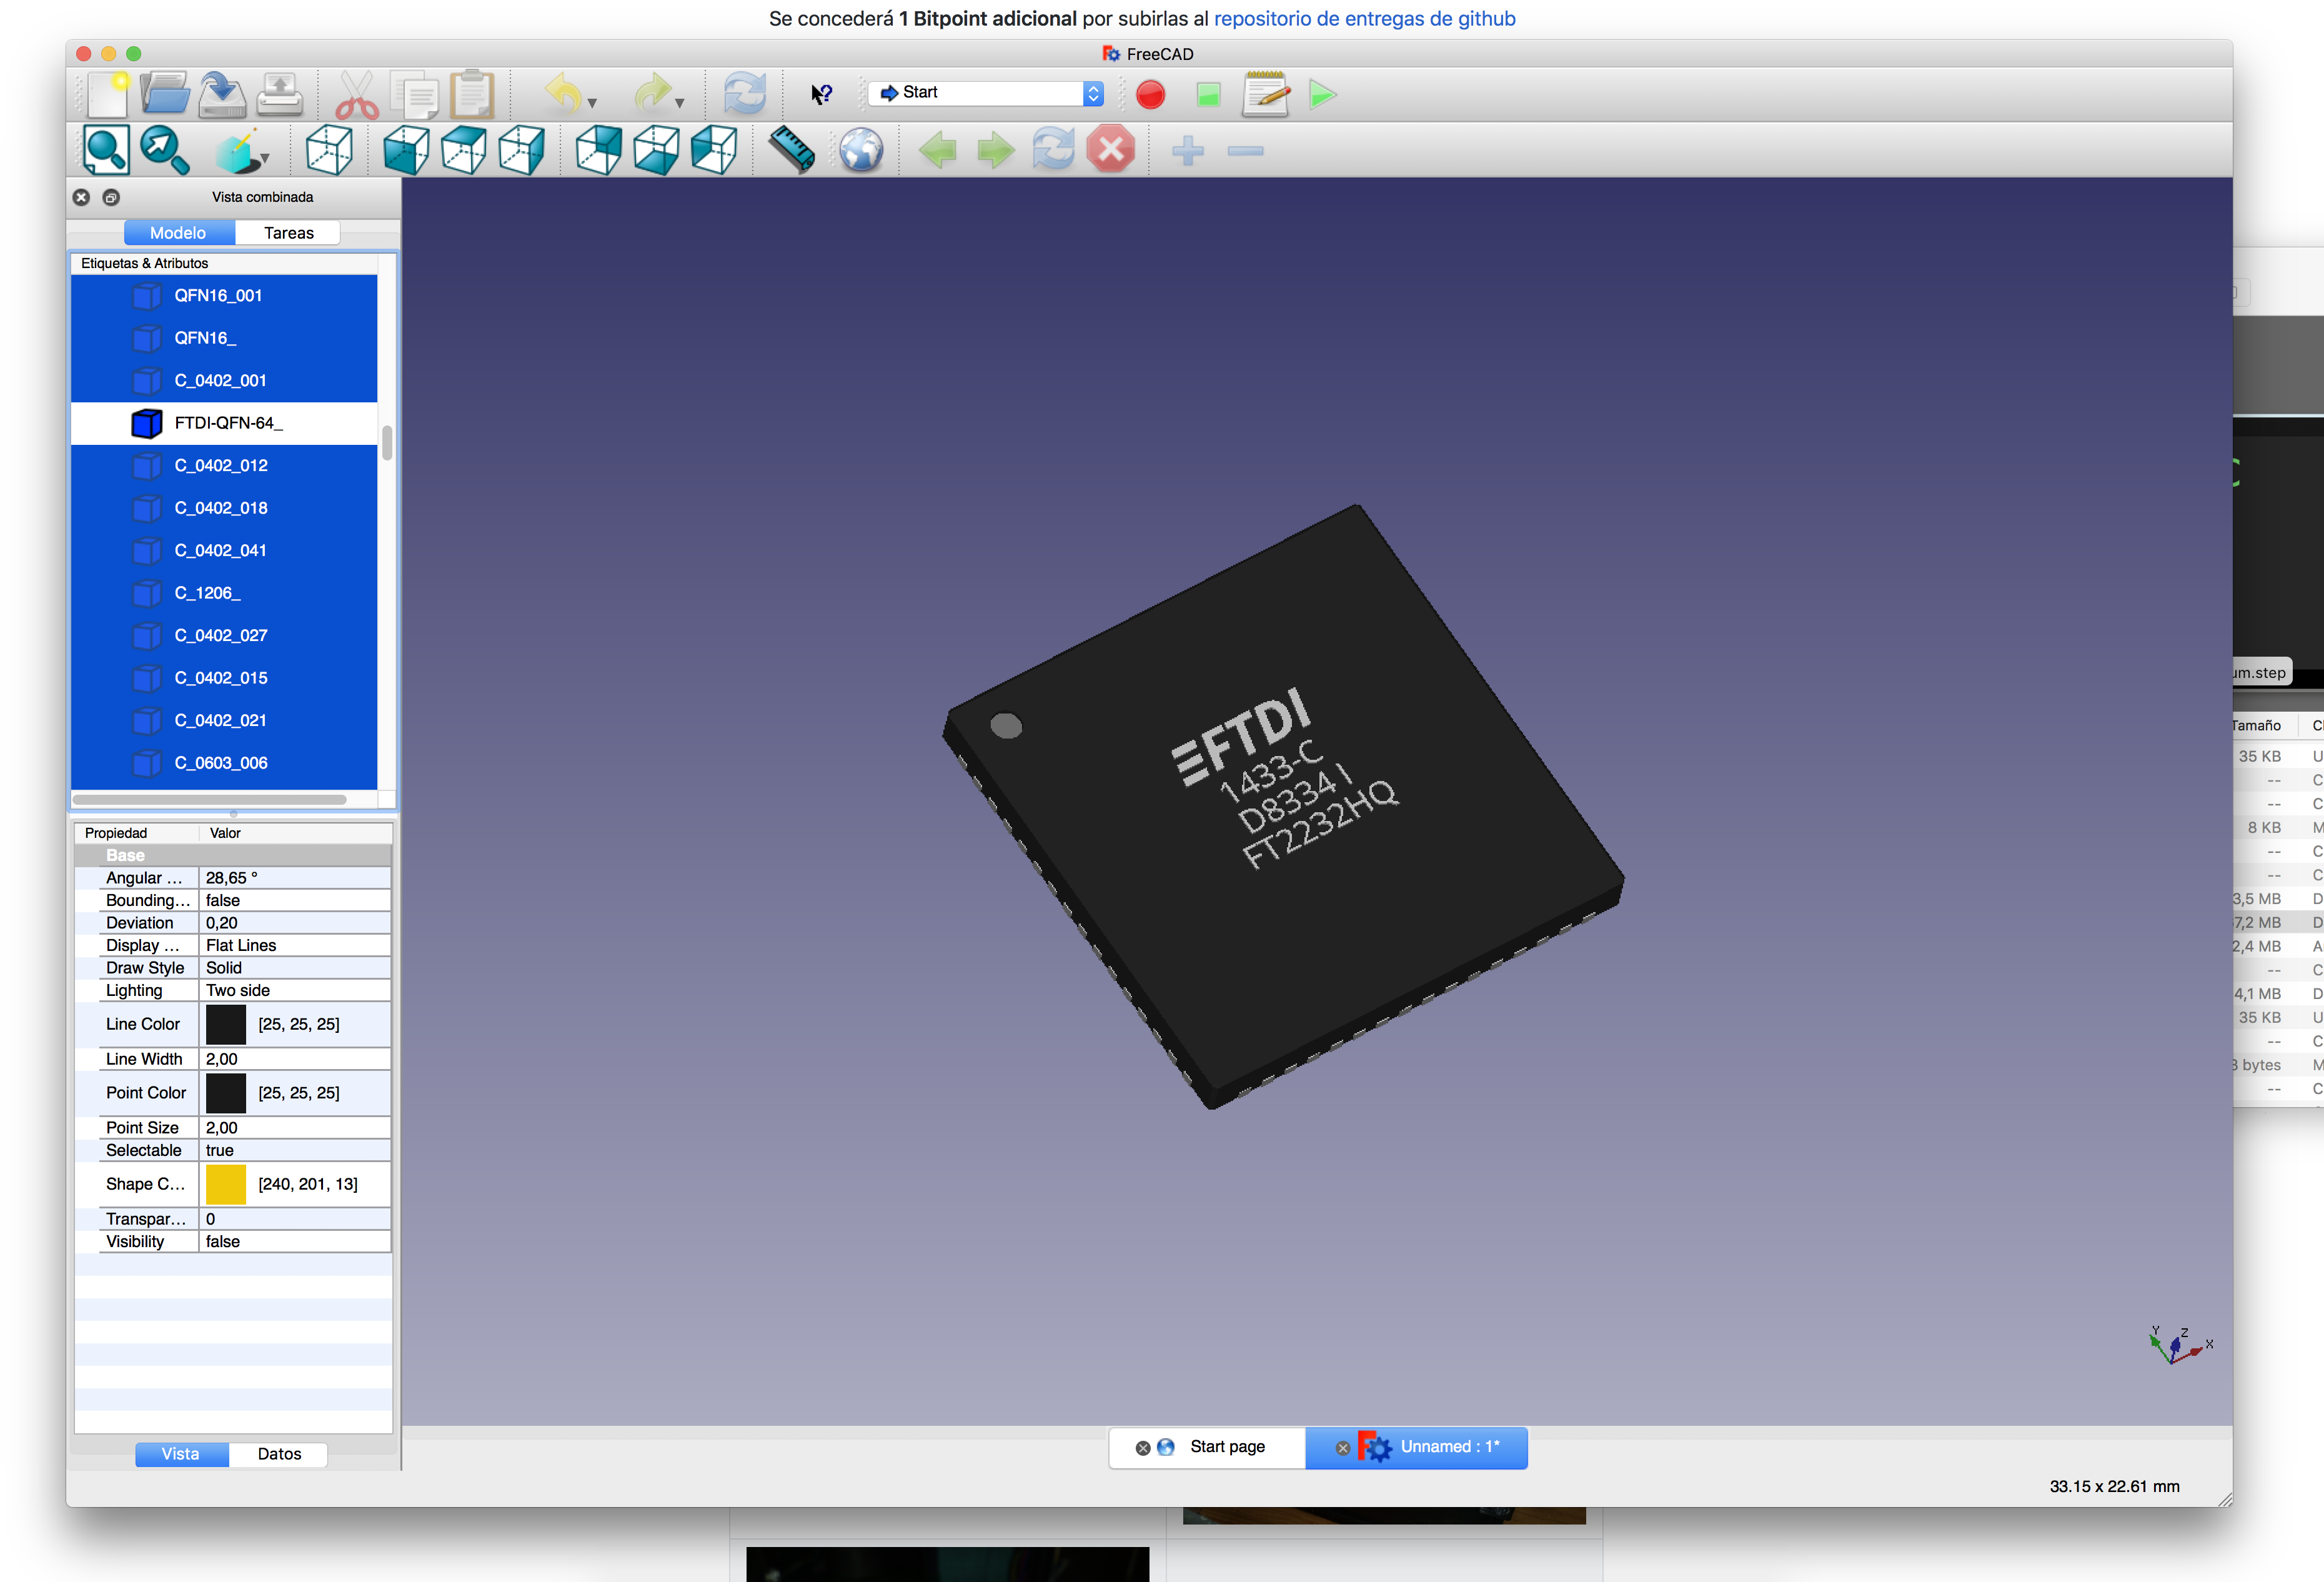 Se concederá 1 Bitpoint adicional por subirlas al repositorio de entregas de github
FreeCAD
Start
Vista combinada
Modelo Tareas
Etiquetas & Atributos
QFN16_001
QFN16_
C_0402_001
FTDI-QFN-64_
C_0402_012
C_0402_018
C_0402_041
C_1206_
C_0402_027
C_0402_015
C_0402_021
C_0603_006
Propiedad Valor
Base
Angular ... 28,65 °
Bounding... false
Deviation 0,20
Display ... Flat Lines
Draw Style Solid
Lighting Two side
Line Color [25, 25, 25]
Line Width 2,00
Point Color [25, 25, 25]
Point Size 2,00
Selectable true
Shape C... [240, 201, 13]
Transpar... 0
Visibility false
Vista Datos
FTDI
1433-C
D8334 I
FT2232HQ
Y Z X
Start page
Unnamed : 1*
33.15 x 22.61 mm
um.step
Tamaño
35 KB
--
--
8 KB
--
--
3,5 MB
7,2 MB
2,4 MB
--
4,1 MB
35 KB
--
bytes
--